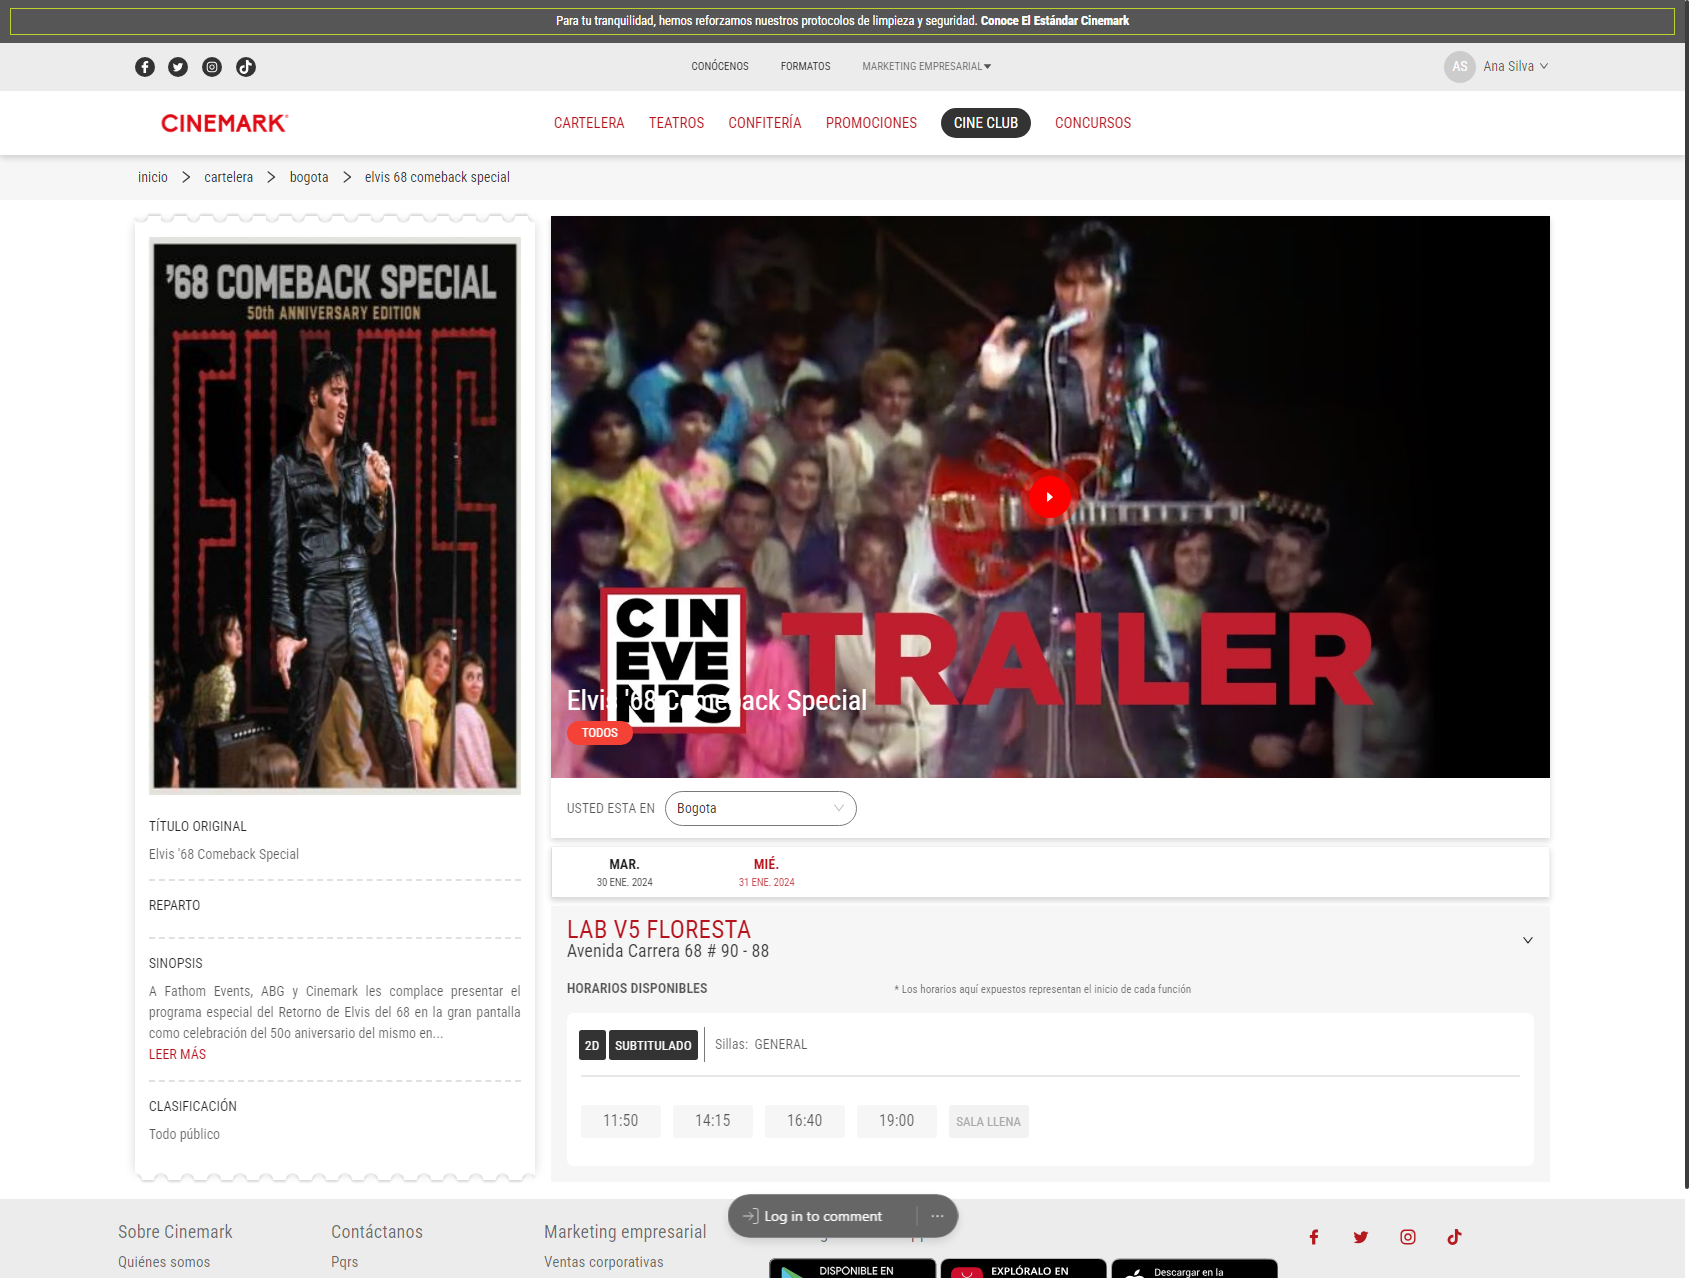 Para tu tranquilidad, hemos reforzamos nuestros protocolos de limpieza y seguridad. Conoce El Estándar Cinemark
CONÓCENOS FORMATOS MARKETING EMPRESARIAL
AS Ana Silva
CINEMARK
CARTELERA TEATROS CONFITERÍA PROMOCIONES CINE CLUB CONCURSOS
inicio > cartelera > bogota > elvis 68 comeback special
'68 COMEBACK SPECIAL
50th ANNIVERSARY EDITION
ELVIS
TÍTULO ORIGINAL
Elvis '68 Comeback Special
REPARTO
SINOPSIS
A Fathom Events, ABG y Cinemark les complace presentar el
programa especial del Retorno de Elvis del 68 en la gran pantalla
como celebración del 50o aniversario del mismo en...
LEER MÁS
CLASIFICACIÓN
Todo público
CIN
EVE
NTS
TRAILER
Elvis '68 Comeback Special
TODOS
USTED ESTA EN Bogota
MAR. MIÉ.
30 ENE. 2024 31 ENE. 2024
LAB V5 FLORESTA
Avenida Carrera 68 # 90 - 88
HORARIOS DISPONIBLES * Los horarios aquí expuestos representan el inicio de cada función
2D SUBTITULADO Sillas: GENERAL
11:50 14:15 16:40 19:00 SALA LLENA
Log in to comment ...
Sobre Cinemark Contáctanos Marketing empresarial
Quiénes somos Pqrs Ventas corporativas
DISPONIBLE EN EXPLÓRALO EN Descargar en la